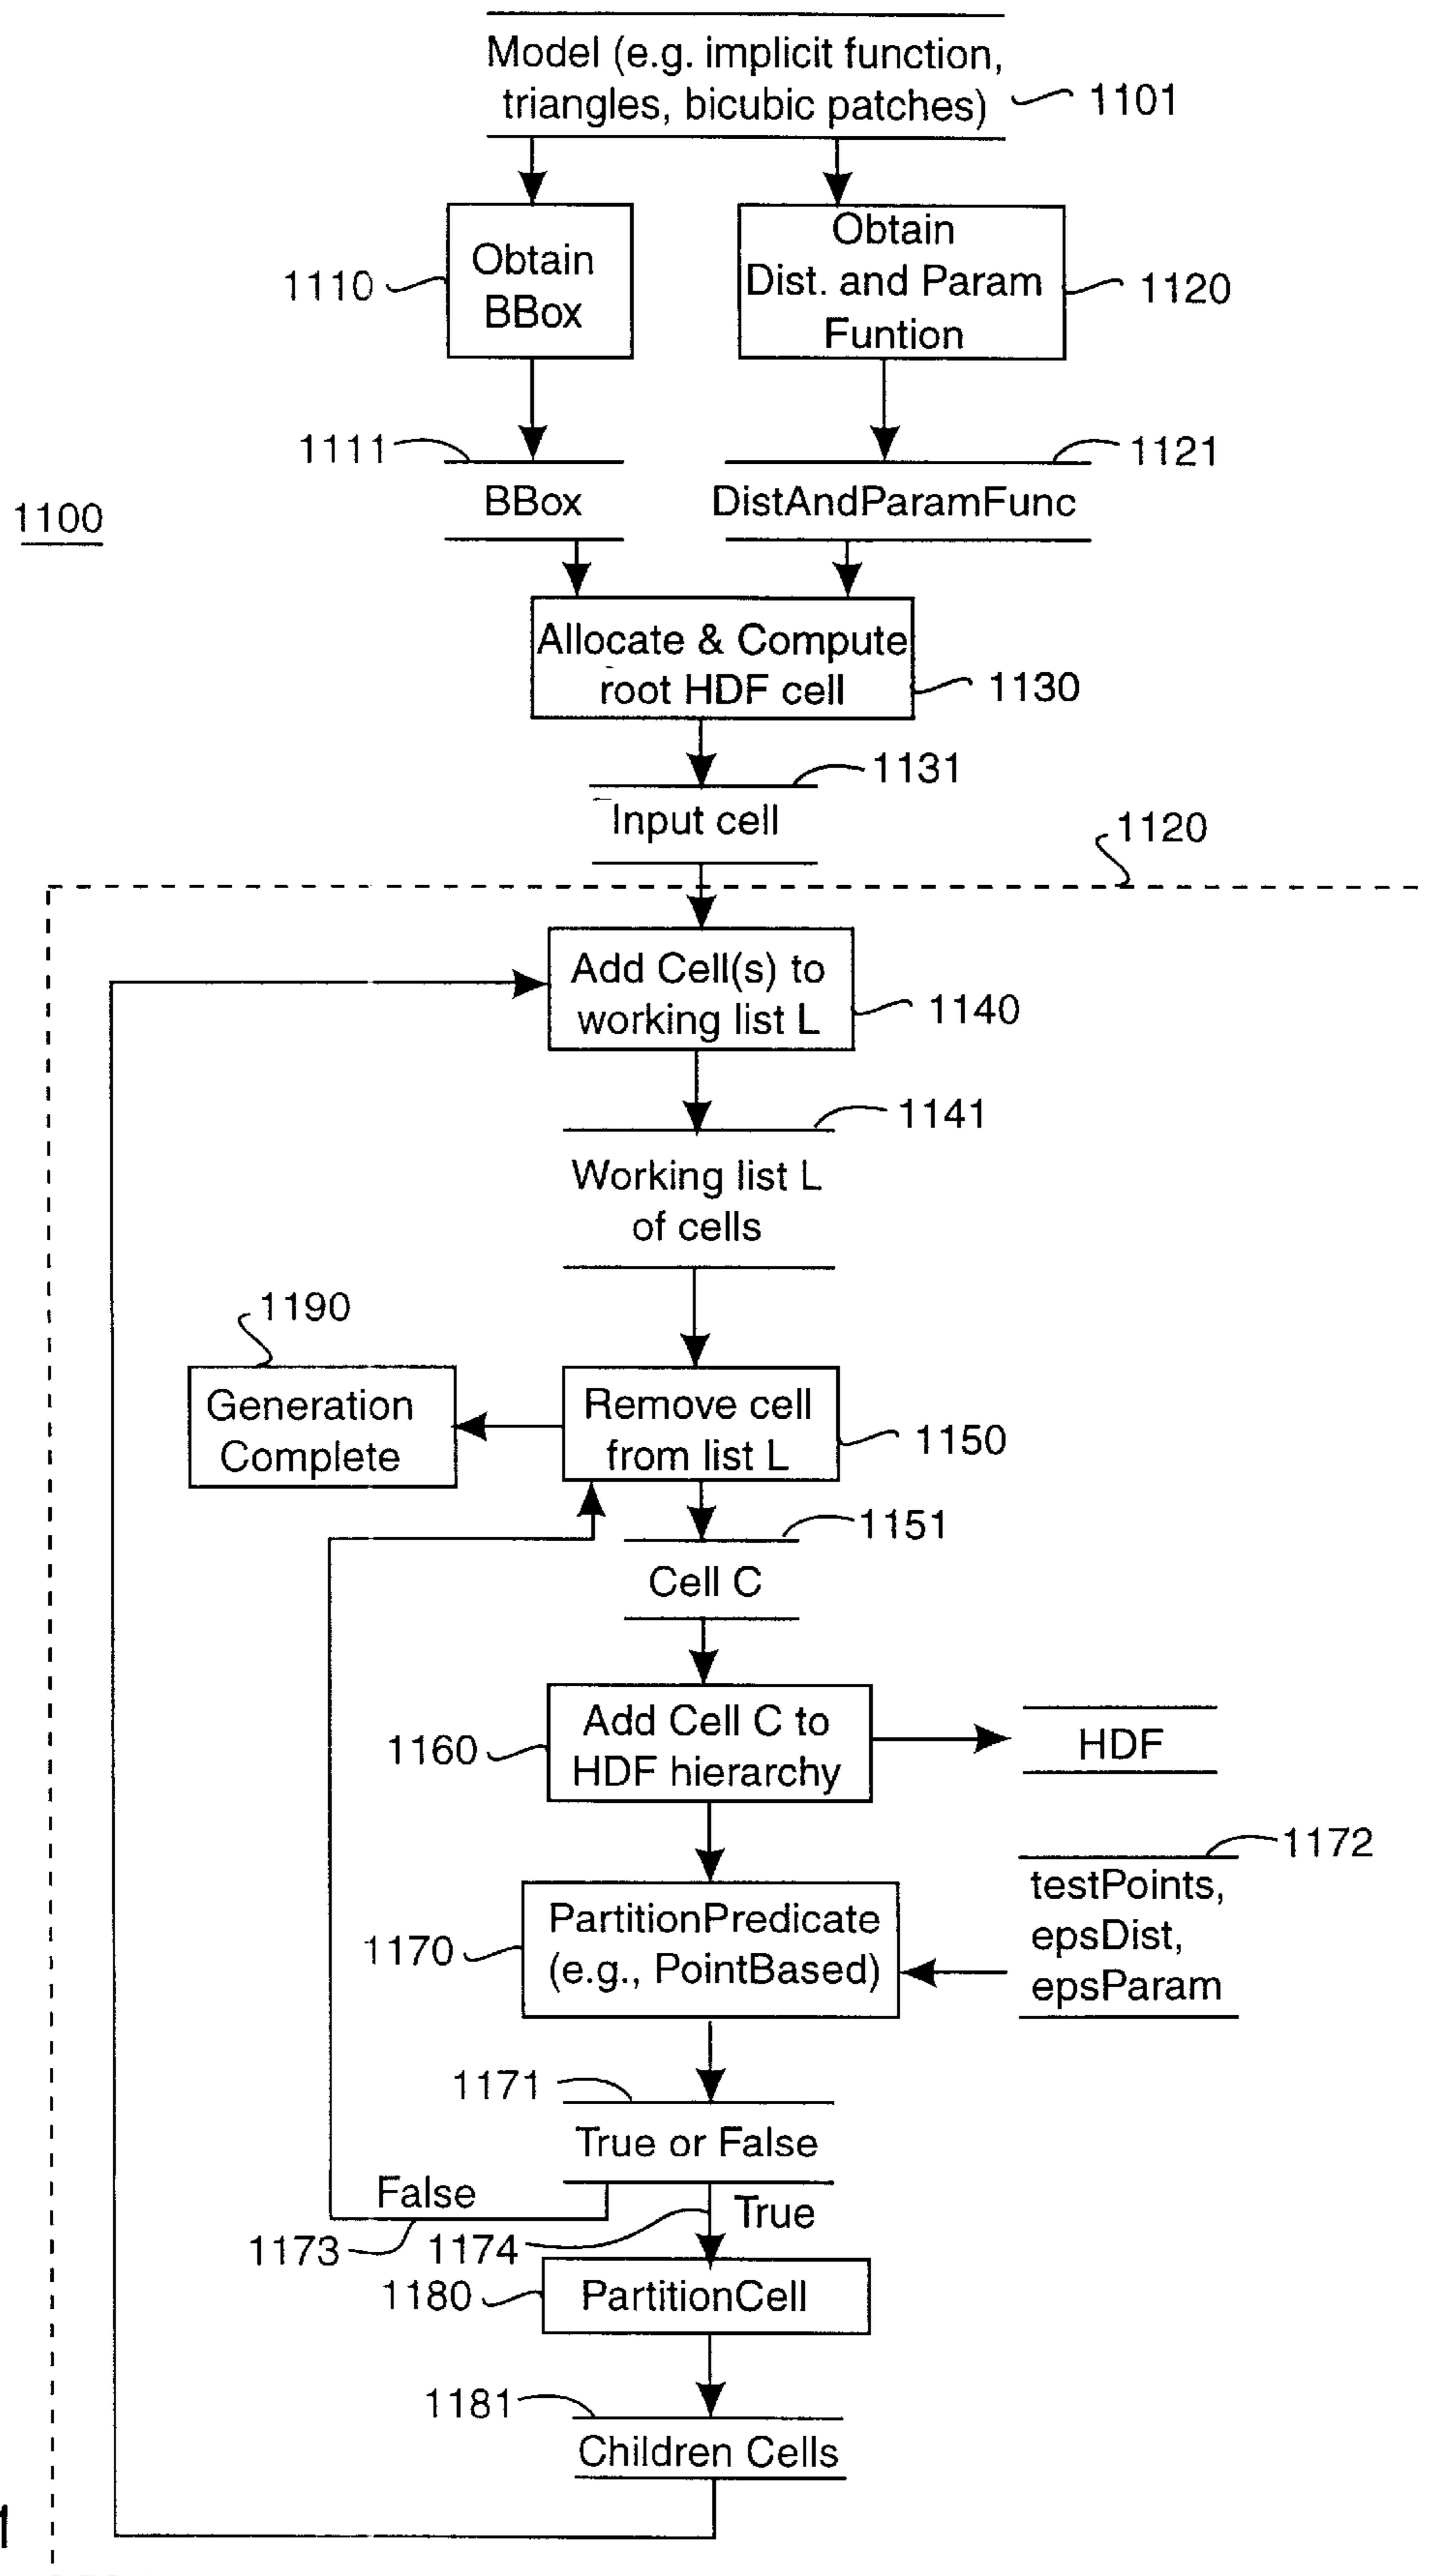 Model (e.g. implicit function,
triangles, bicubic patches)
1101
Obtain
BBox
1110
Obtain
Dist. and Param
Funtion
1120
1111
BBox
1121
DistAndParamFunc
1100
Allocate & Compute
root HDF cell
1130
1131
Input cell
1120
Add Cell(s) to
working list L
1140
1141
Working list L
of cells
1190
Generation
Complete
Remove cell
from list L
1150
1151
Cell C
1160
Add Cell C to
HDF hierarchy
HDF
1172
testPoints,
epsDist,
epsParam
1170
PartitionPredicate
(e.g., PointBased)
1171
True or False
False
True
1173
1174
1180
PartitionCell
1181
Children Cells
1